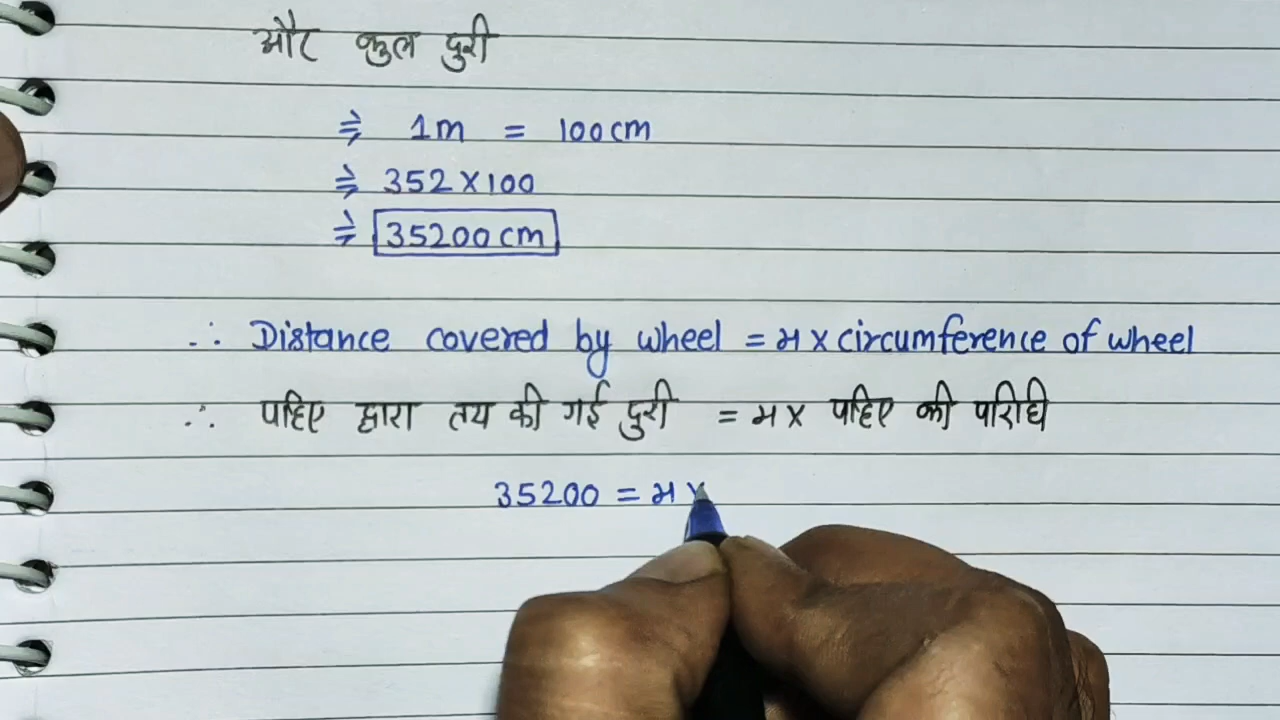 और कुल दुरी
⇒ 1m = 100cm
⇒ 352 × 100
⇒ 35200 cm
∴ Distance covered by wheel = n × circumference of wheel
∴ पहिए द्वारा तय की गई दुरी = n × पहिए की परिधि
35200 = n ×